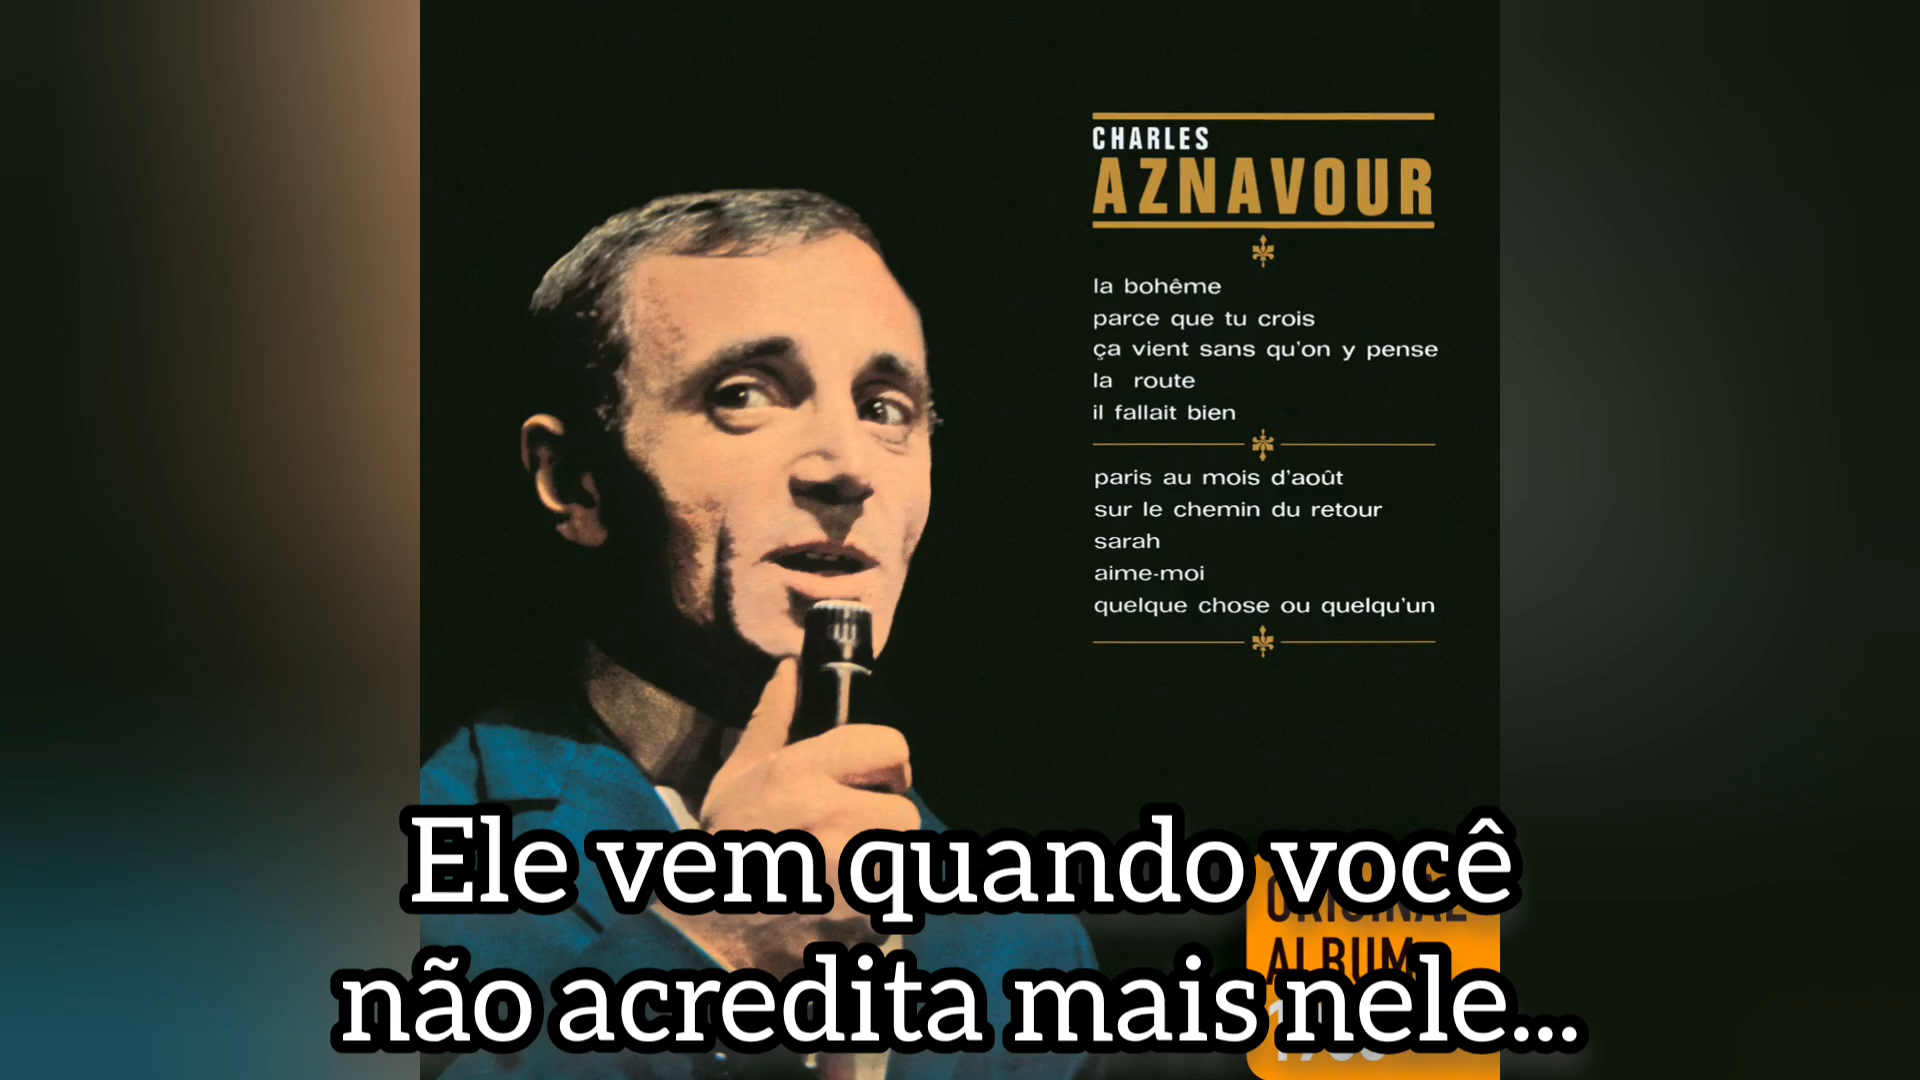 CHARLES
AZNAVOUR
la bohême
parce que tu crois
ça vient sans qu'on y pense
la route
il fallait bien
paris au mois d'août
sur le chemin du retour
sarah
aime-moi
quelque chose ou quelqu'un
ORIGINAL
ALBUM
Ele vem quando você
não acredita mais nele...